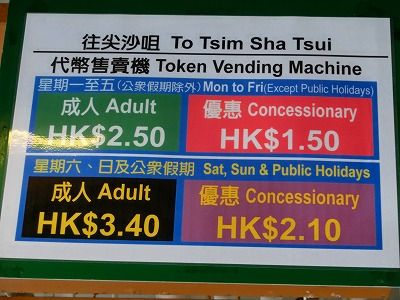 往尖沙咀 To Tsim Sha Tsui
代幣售賣機 Token Vending Machine
星期一至五(公衆假期除外) Mon to Fri(Except Public Holidays)
成人 Adult
HK$2.50
優惠 Concessionary
HK$1.50
星期六、日及公衆假期 Sat, Sun & Public Holidays
成人 Adult
HK$3.40
優惠 Concessionary
HK$2.10